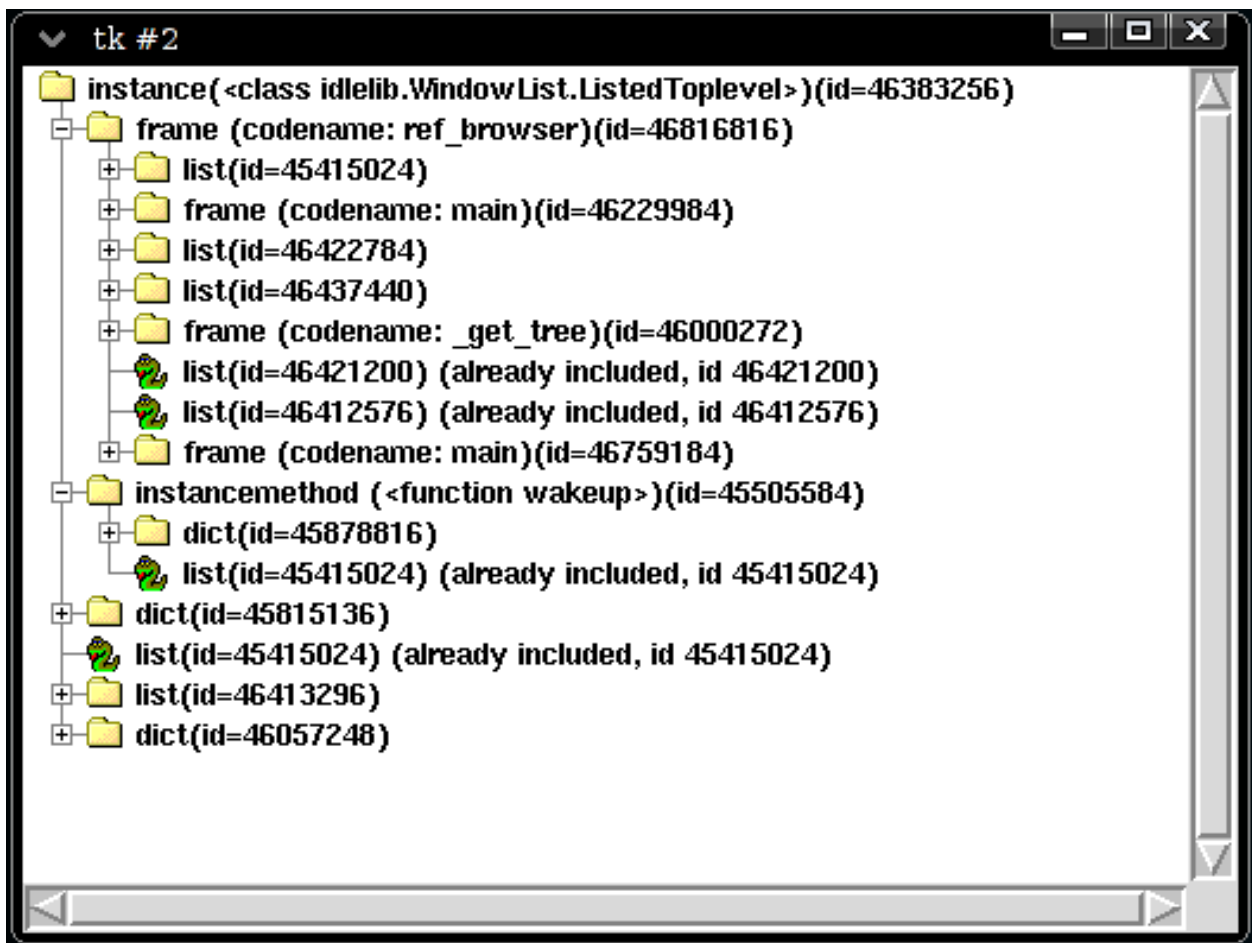 tk #2
instance(<class idlelib.WindowList.ListedToplevel>)(id=46383256)
frame (codename: ref_browser)(id=46816816)
list(id=45415024)
frame (codename: main)(id=46229984)
list(id=46422784)
list(id=46437440)
frame (codename: _get_tree)(id=46000272)
list(id=46421200) (already included, id 46421200)
list(id=46412576) (already included, id 46412576)
frame (codename: main)(id=46759184)
instancemethod (<function wakeup>)(id=45505584)
dict(id=45878816)
list(id=45415024) (already included, id 45415024)
dict(id=45815136)
list(id=45415024) (already included, id 45415024)
list(id=46413296)
dict(id=46057248)